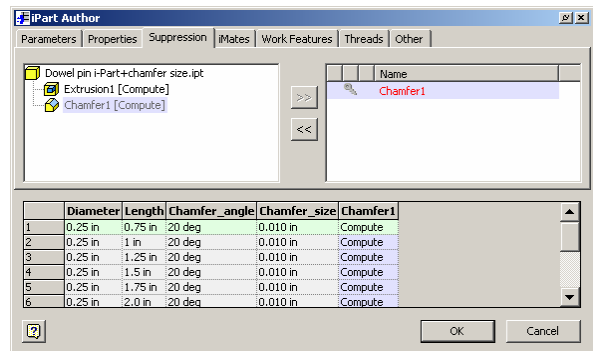 iPart Author
Parameters Properties Suppression iMates Work Features Threads Other
Dowel pin i-Part+chamfer size.ipt
Extrusion1 [Compute]
Chamfer1 [Compute]
>>
<<
Name
Chamfer1
Diameter Length Chamfer_angle Chamfer_size Chamfer1
1 0.25 in 0.75 in 20 deg 0.010 in Compute
2 0.25 in 1 in 20 deg 0.010 in Compute
3 0.25 in 1.25 in 20 deg 0.010 in Compute
4 0.25 in 1.5 in 20 deg 0.010 in Compute
5 0.25 in 1.75 in 20 deg 0.010 in Compute
6 0.25 in 2.0 in 20 deg 0.010 in Compute
?
OK Cancel